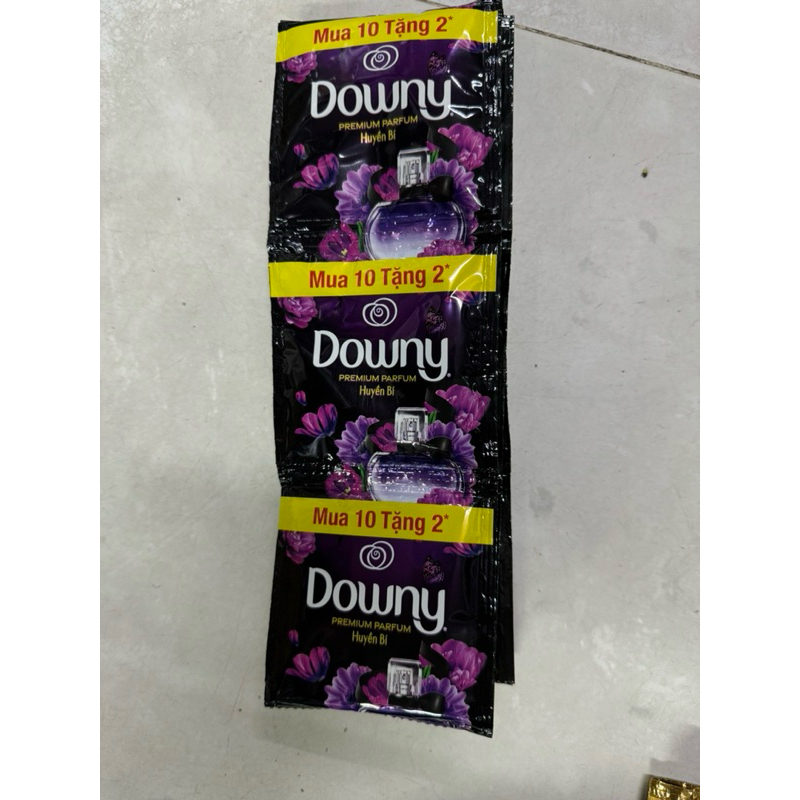 Mua 10 Tặng 2*
Downy
PREMIUM PARFUM
Huyền Bí
Mua 10 Tặng 2*
Downy
PREMIUM PARFUM
Huyền Bí
Mua 10 Tặng 2*
Downy
PREMIUM PARFUM
Huyền Bí